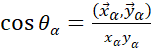 cos θ_α = (x⃗_α, y⃗_α) / x_α y_α